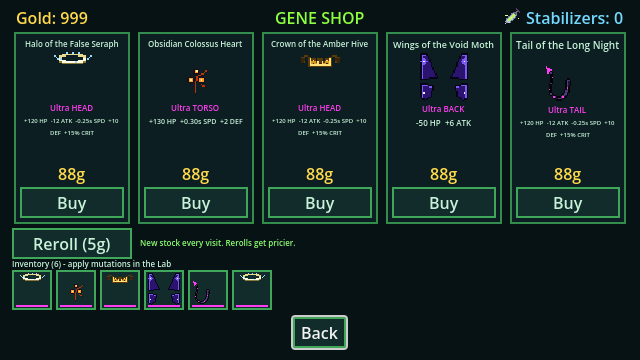 Gold: 999
GENE SHOP
Stabilizers: 0
Halo of the False Seraph
Ultra HEAD
+120 HP -12 ATK -0.25s SPD +10
DEF +15% CRIT
88g
Buy
Obsidian Colossus Heart
Ultra TORSO
+130 HP +0.30s SPD +2 DEF
88g
Buy
Crown of the Amber Hive
Ultra HEAD
+120 HP -12 ATK -0.25s SPD +10
DEF +15% CRIT
88g
Buy
Wings of the Void Moth
Ultra BACK
-50 HP +6 ATK
88g
Buy
Tail of the Long Night
Ultra TAIL
+120 HP -12 ATK -0.25s SPD +10
DEF +15% CRIT
88g
Buy
Reroll (5g)
New stock every visit. Rerolls get pricier.
Inventory (6) - apply mutations in the Lab
Back